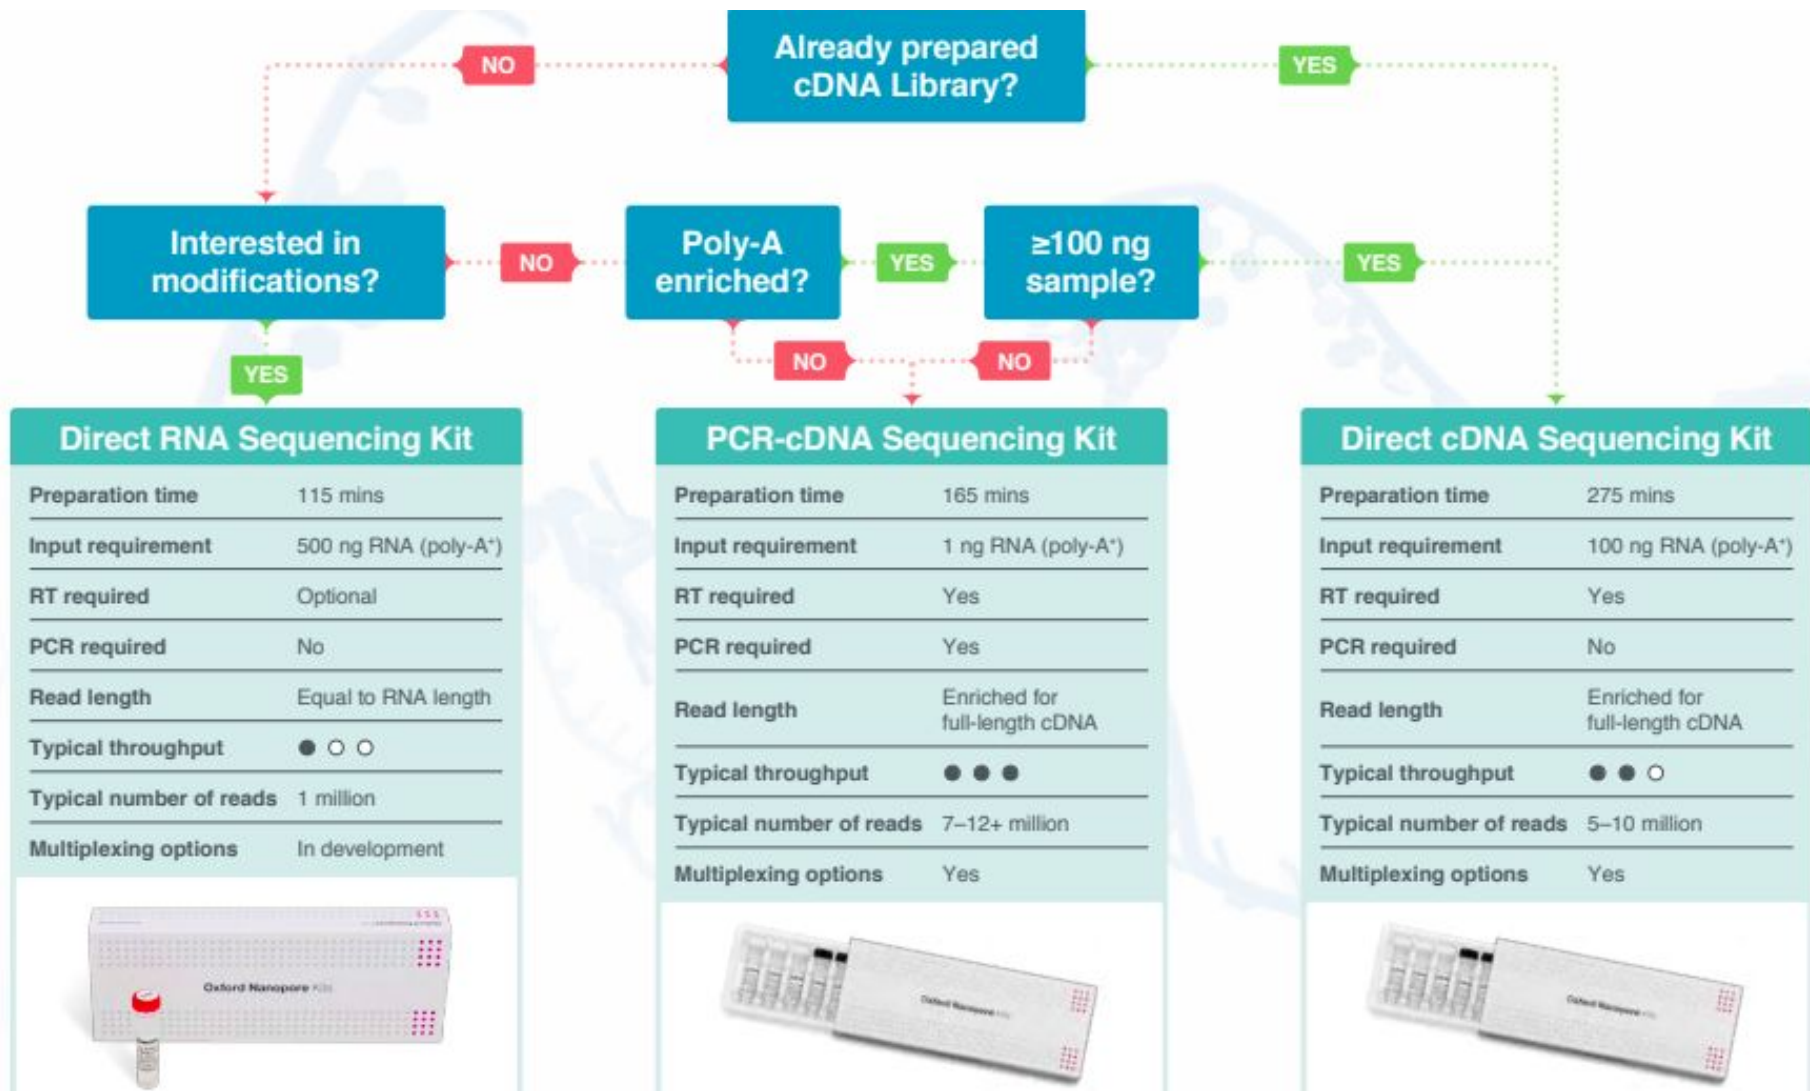 Already prepared
cDNA Library?
NO
YES
Interested in
modifications?
NO
Poly-A
enriched?
YES
≥100 ng
sample?
YES
YES
NO
NO
Direct RNA Sequencing Kit
Preparation time 115 mins
Input requirement 500 ng RNA (poly-A⁺)
RT required Optional
PCR required No
Read length Equal to RNA length
Typical throughput ● ○ ○
Typical number of reads 1 million
Multiplexing options In development
Oxford Nanopore Kits
PCR-cDNA Sequencing Kit
Preparation time 165 mins
Input requirement 1 ng RNA (poly-A⁺)
RT required Yes
PCR required Yes
Read length Enriched for
full-length cDNA
Typical throughput ● ● ●
Typical number of reads 7–12+ million
Multiplexing options Yes
Oxford Nanopore
Direct cDNA Sequencing Kit
Preparation time 275 mins
Input requirement 100 ng RNA (poly-A⁺)
RT required Yes
PCR required No
Read length Enriched for
full-length cDNA
Typical throughput ● ● ○
Typical number of reads 5–10 million
Multiplexing options Yes
Oxford Nanopore